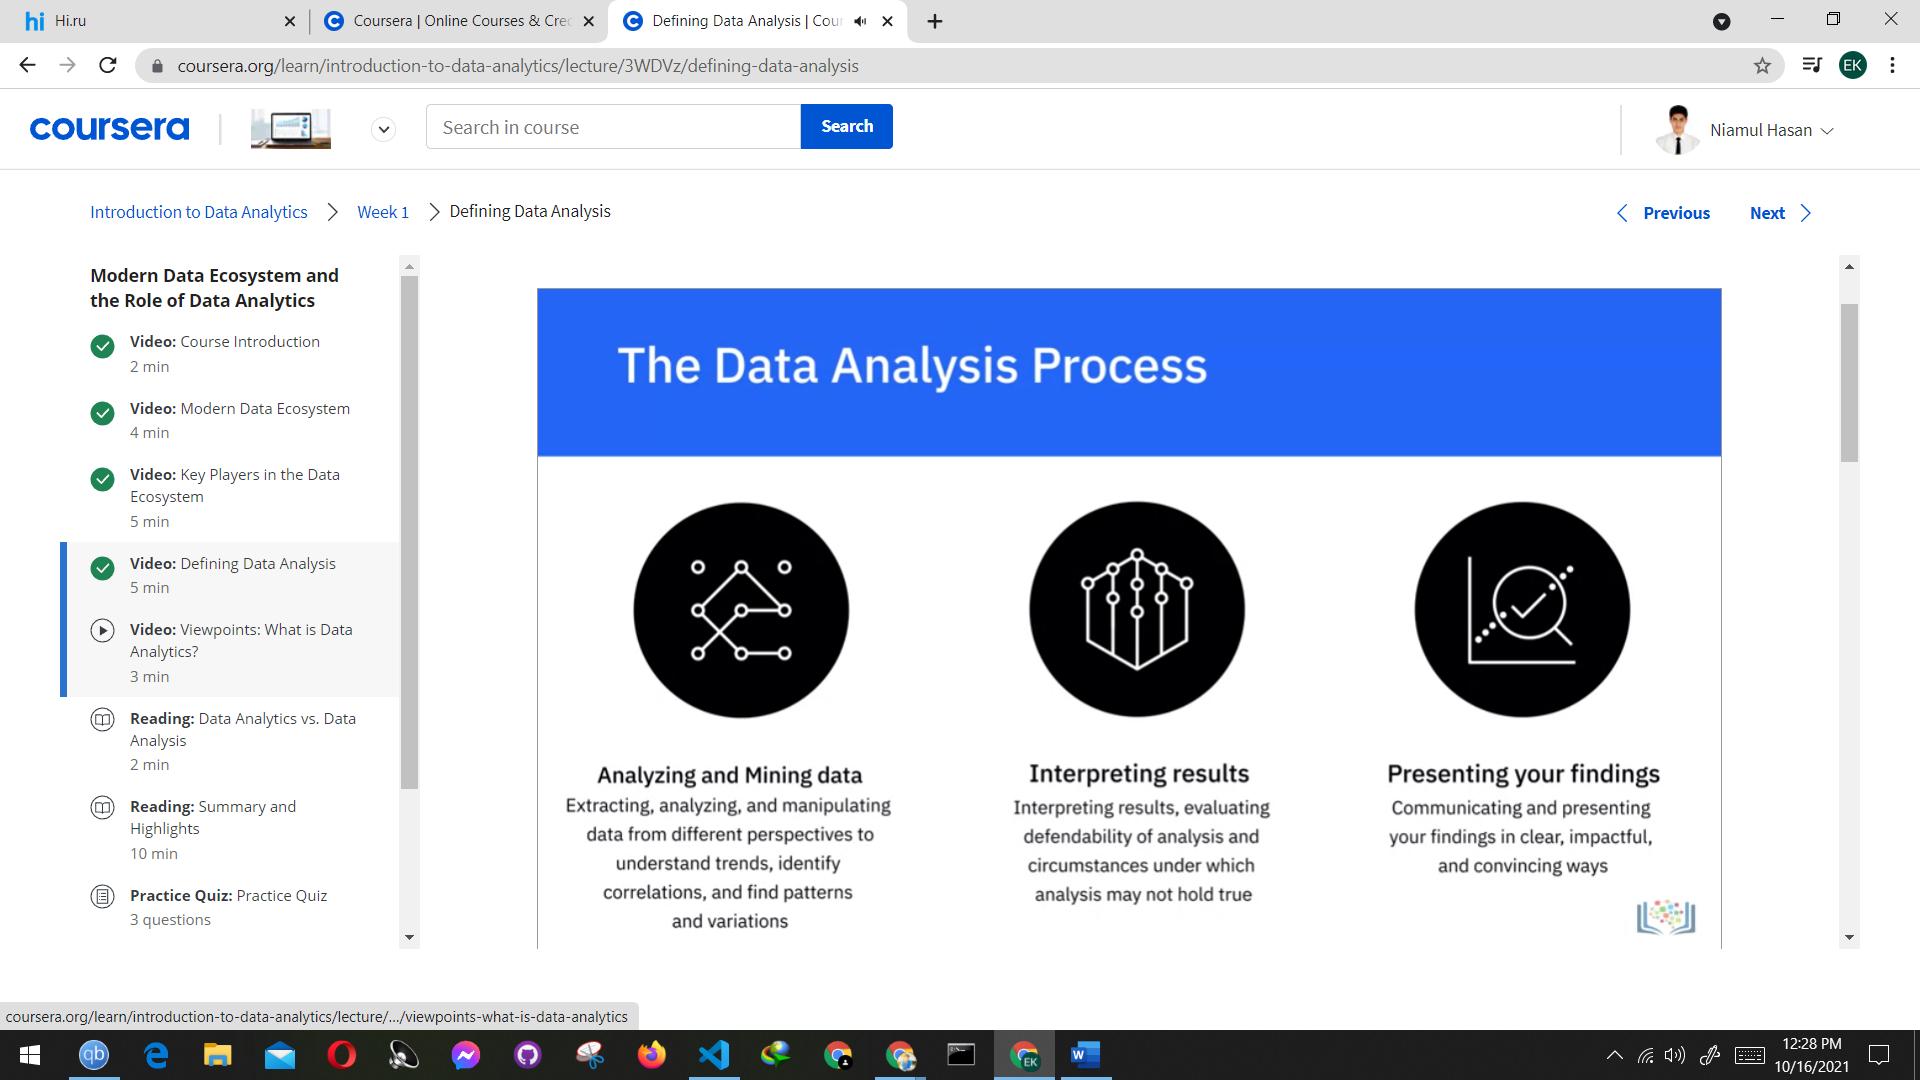 Hi.ru
Coursera | Online Courses & Cre
Defining Data Analysis | Cou
coursera.org/learn/introduction-to-data-analytics/lecture/3WDVz/defining-data-analysis
EK
coursera
Search in course
Search
Niamul Hasan
Introduction to Data Analytics
Week 1
Defining Data Analysis
Previous
Next
Modern Data Ecosystem and
the Role of Data Analytics
Video: Course Introduction
2 min
Video: Modern Data Ecosystem
4 min
Video: Key Players in the Data
Ecosystem
5 min
Video: Defining Data Analysis
5 min
Video: Viewpoints: What is Data
Analytics?
3 min
Reading: Data Analytics vs. Data
Analysis
2 min
Reading: Summary and
Highlights
10 min
Practice Quiz: Practice Quiz
3 questions
The Data Analysis Process
Analyzing and Mining data
Extracting, analyzing, and manipulating
data from different perspectives to
understand trends, identify
correlations, and find patterns
and variations
Interpreting results
Interpreting results, evaluating
defendability of analysis and
circumstances under which
analysis may not hold true
Presenting your findings
Communicating and presenting
your findings in clear, impactful,
and convincing ways
coursera.org/learn/introduction-to-data-analytics/lecture/.../viewpoints-what-is-data-analytics
12:28 PM
10/16/2021